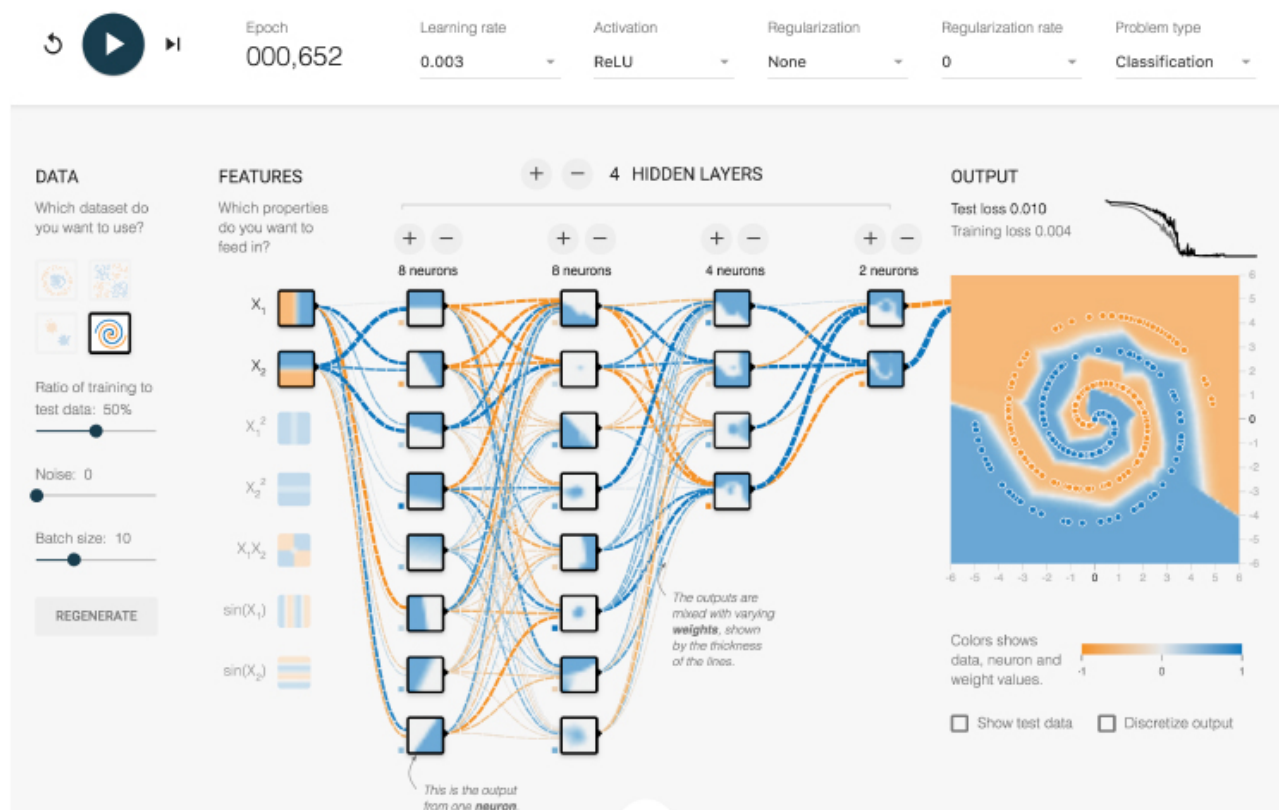 Epoch
000,652
Learning rate
0.003
Activation
ReLU
Regularization
None
Regularization rate
0
Problem type
Classification
DATA
Which dataset do
you want to use?
Ratio of training to
test data: 50%
Noise: 0
Batch size: 10
REGENERATE
FEATURES
Which properties
do you want to
feed in?
X₁
X₂
X₁²
X₂²
X₁X₂
sin(X₁)
sin(X₂)
+ − 4 HIDDEN LAYERS
+ − + − + − + −
8 neurons 8 neurons 4 neurons 2 neurons
The outputs are
mixed with varying
weights, shown
by the thickness
of the lines.
This is the output
from one neuron.
OUTPUT
Test loss 0.010
Training loss 0.004
6
5
4
3
2
1
0
-1
-2
-3
-4
-5
-6
-6 -5 -4 -3 -2 -1 0 1 2 3 4 5 6
Colors shows
data, neuron and
weight values.
-1 0 1
Show test data
Discretize output